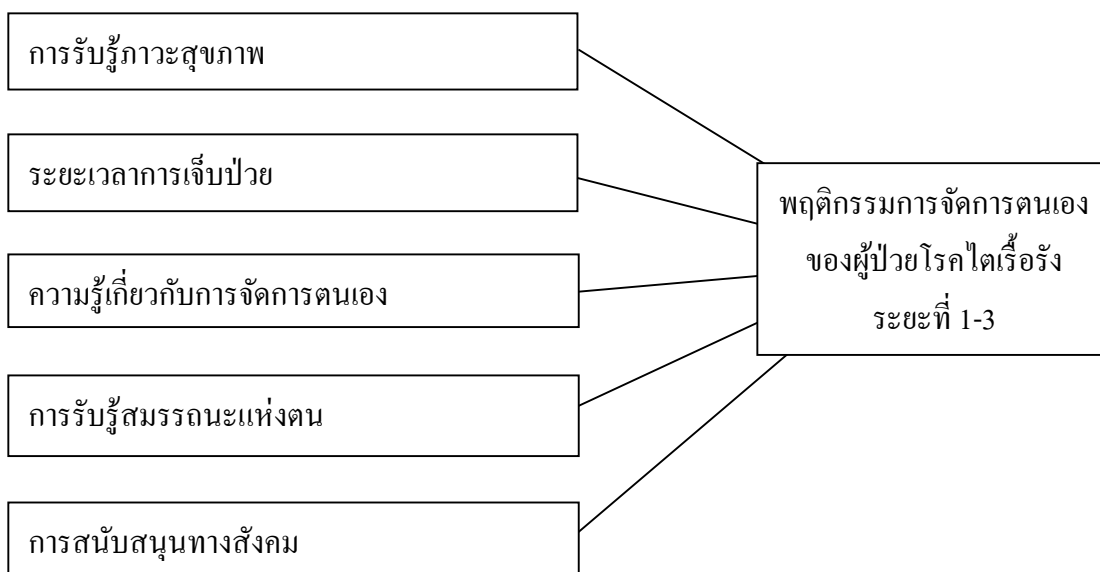 การรับรู้ภาวะสุขภาพ
ระยะเวลาการเจ็บป่วย
ความรู้เกี่ยวกับการจัดการตนเอง
การรับรู้สมรรถนะแห่งตน
การสนับสนุนทางสังคม
พฤติกรรมการจัดการตนเอง
ของผู้ป่วยโรคไตเรื้อรัง
ระยะที่ 1-3